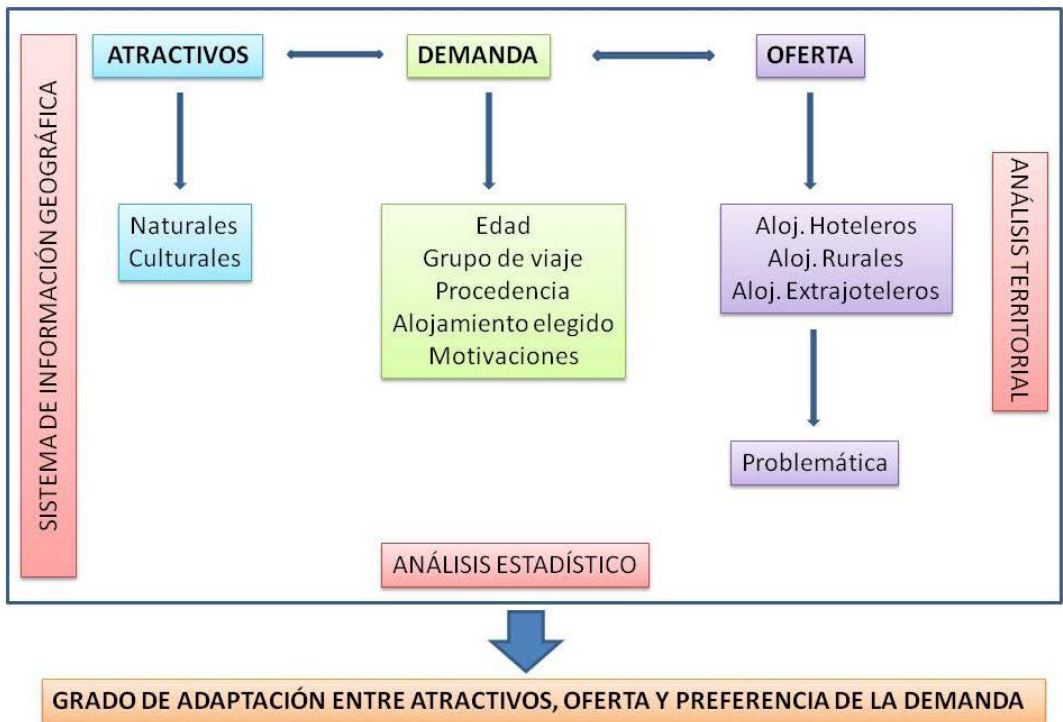 SISTEMA DE INFORMACIÓN GEOGRÁFICA
ATRACTIVOS
DEMANDA
OFERTA
Naturales
Culturales
Edad
Grupo de viaje
Procedencia
Alojamiento elegido
Motivaciones
Aloj. Hoteleros
Aloj. Rurales
Aloj. Extrajoteleros
Problemática
ANÁLISIS TERRITORIAL
ANÁLISIS ESTADÍSTICO
GRADO DE ADAPTACIÓN ENTRE ATRACTIVOS, OFERTA Y PREFERENCIA DE LA DEMANDA